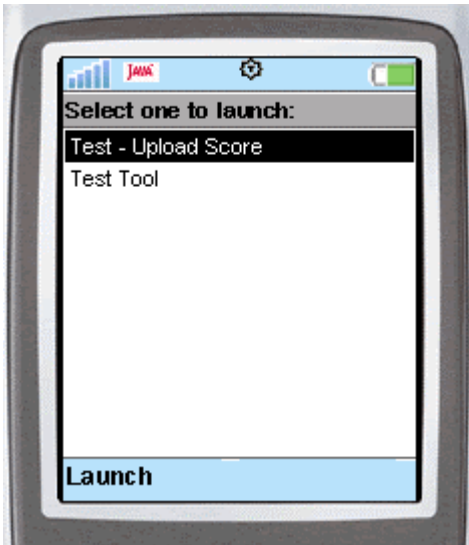 JAVA
Select one to launch:
Test - Upload Score
Test Tool
Launch